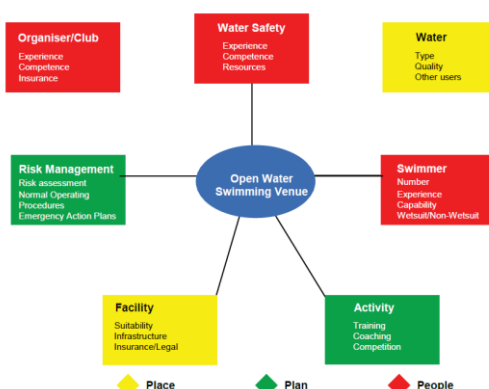 Organiser/Club
Experience
Competence
Insurance
Water Safety
Experience
Competence
Resources
Water
Type
Quality
Other users
Risk Management
Risk assessment
Normal Operating
Procedures
Emergency Action Plans
Open Water
Swimming Venue
Swimmer
Number
Experience
Capability
Wetsuit/Non-Wetsuit
Facility
Suitability
Infrastructure
Insurance/Legal
Activity
Training
Coaching
Competition
Place
Plan
People